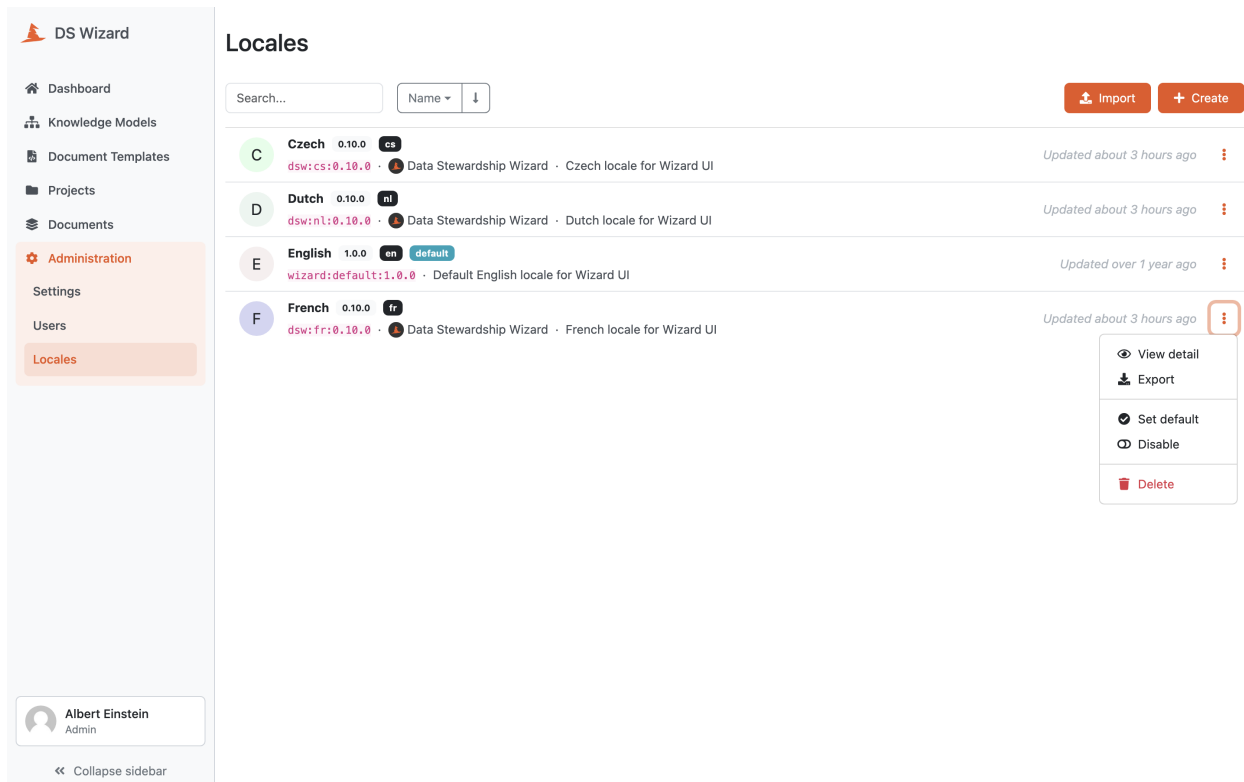 DS Wizard
Dashboard
Knowledge Models
Document Templates
Projects
Documents
Administration
Settings
Users
Locales
Albert Einstein
Admin
Collapse sidebar
Locales
Search...
Name
Import
Create
C
Czech 0.10.0 cs
dsw:cs:0.10.0 · Data Stewardship Wizard · Czech locale for Wizard UI
Updated about 3 hours ago
D
Dutch 0.10.0 nl
dsw:nl:0.10.0 · Data Stewardship Wizard · Dutch locale for Wizard UI
Updated about 3 hours ago
E
English 1.0.0 en default
wizard:default:1.0.0 · Default English locale for Wizard UI
Updated over 1 year ago
F
French 0.10.0 fr
dsw:fr:0.10.0 · Data Stewardship Wizard · French locale for Wizard UI
Updated about 3 hours ago
View detail
Export
Set default
Disable
Delete